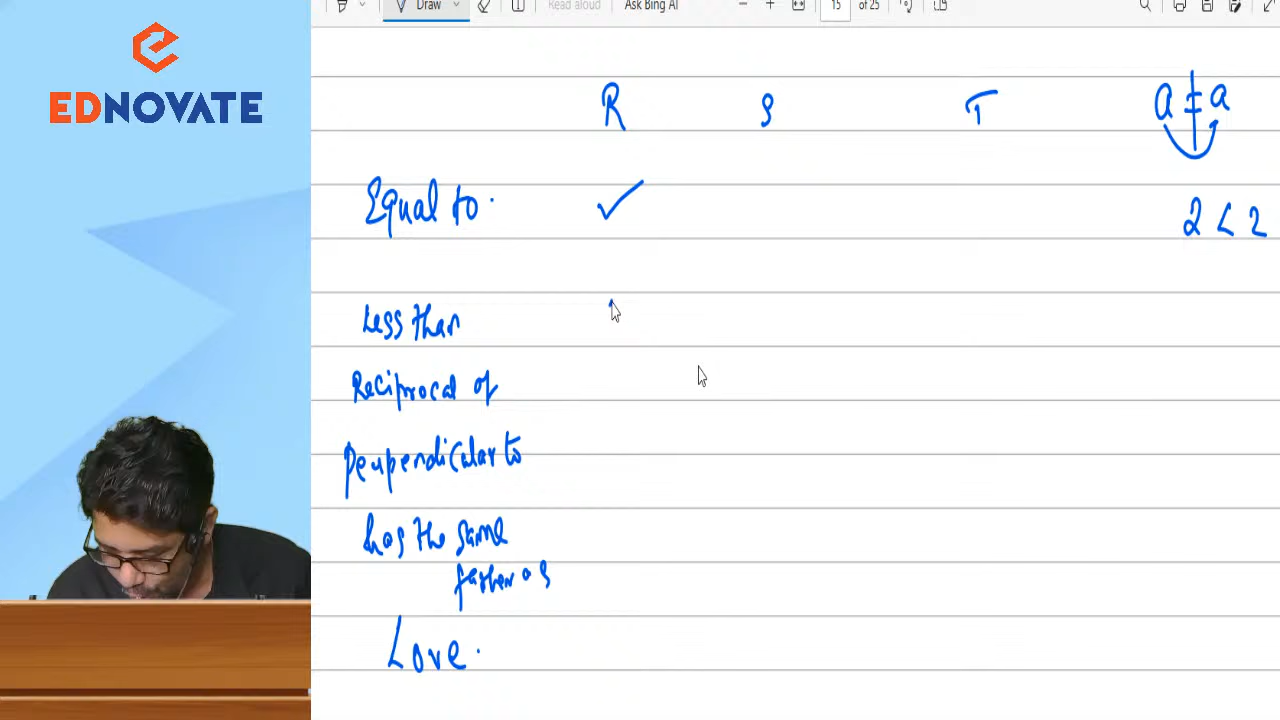 Draw
Read aloud
Ask Bing AI
15
of 25
EDNOVATE
R S T a = a
Equal to.
2 < 2
Less than
Reciprocal of
Perpendicular to
has the same
father as
Love.